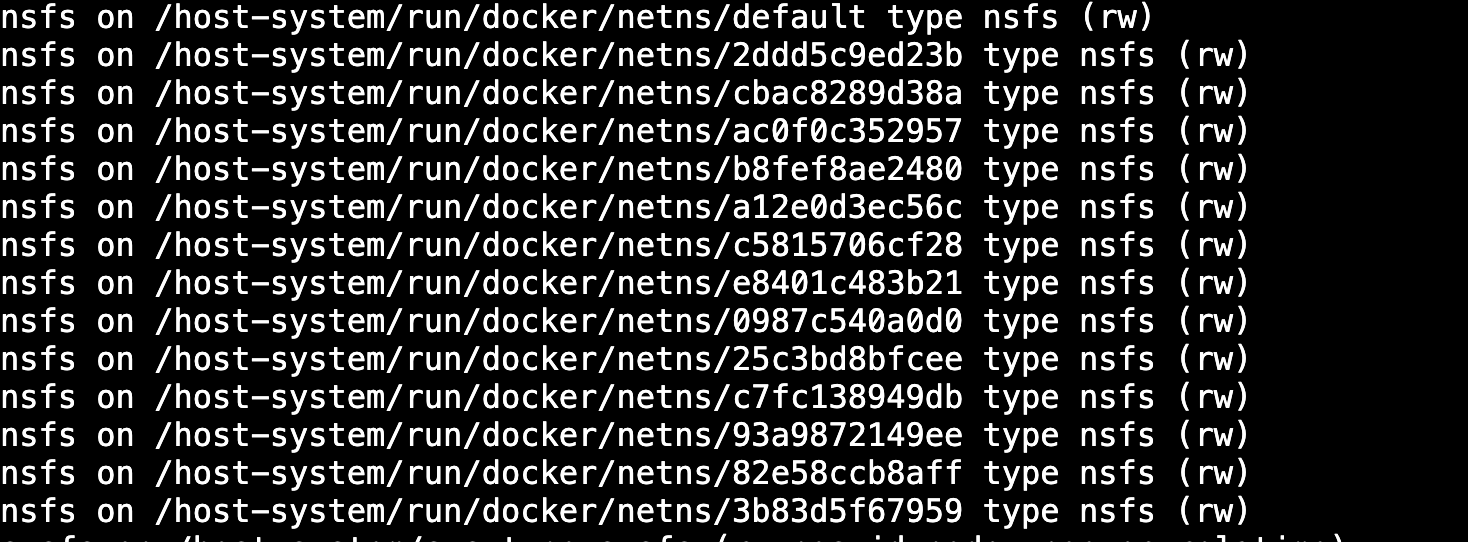 nsfs on /host-system/run/docker/netns/default type nsfs (rw)
nsfs on /host-system/run/docker/netns/2ddd5c9ed23b type nsfs (rw)
nsfs on /host-system/run/docker/netns/cbac8289d38a type nsfs (rw)
nsfs on /host-system/run/docker/netns/ac0f0c352957 type nsfs (rw)
nsfs on /host-system/run/docker/netns/b8fef8ae2480 type nsfs (rw)
nsfs on /host-system/run/docker/netns/a12e0d3ec56c type nsfs (rw)
nsfs on /host-system/run/docker/netns/c5815706cf28 type nsfs (rw)
nsfs on /host-system/run/docker/netns/e8401c483b21 type nsfs (rw)
nsfs on /host-system/run/docker/netns/0987c540a0d0 type nsfs (rw)
nsfs on /host-system/run/docker/netns/25c3bd8bfcee type nsfs (rw)
nsfs on /host-system/run/docker/netns/c7fc138949db type nsfs (rw)
nsfs on /host-system/run/docker/netns/93a9872149ee type nsfs (rw)
nsfs on /host-system/run/docker/netns/82e58ccb8aff type nsfs (rw)
nsfs on /host-system/run/docker/netns/3b83d5f67959 type nsfs (rw)